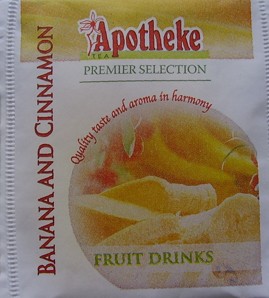 Apotheke
TEA
PREMIER SELECTION
Quality taste and aroma in harmony
BANANA AND CINNAMON
FRUIT DRINKS